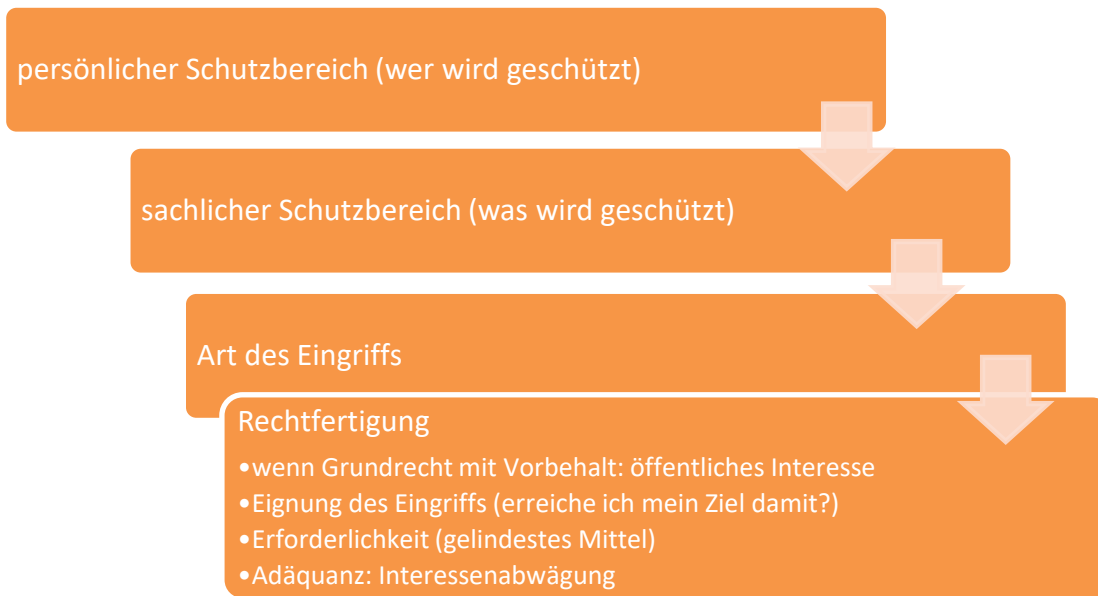 persönlicher Schutzbereich (wer wird geschützt)
sachlicher Schutzbereich (was wird geschützt)
Art des Eingriffs
Rechtfertigung
•wenn Grundrecht mit Vorbehalt: öffentliches Interesse
•Eignung des Eingriffs (erreiche ich mein Ziel damit?)
•Erforderlichkeit (gelindestes Mittel)
•Adäquanz: Interessenabwägung